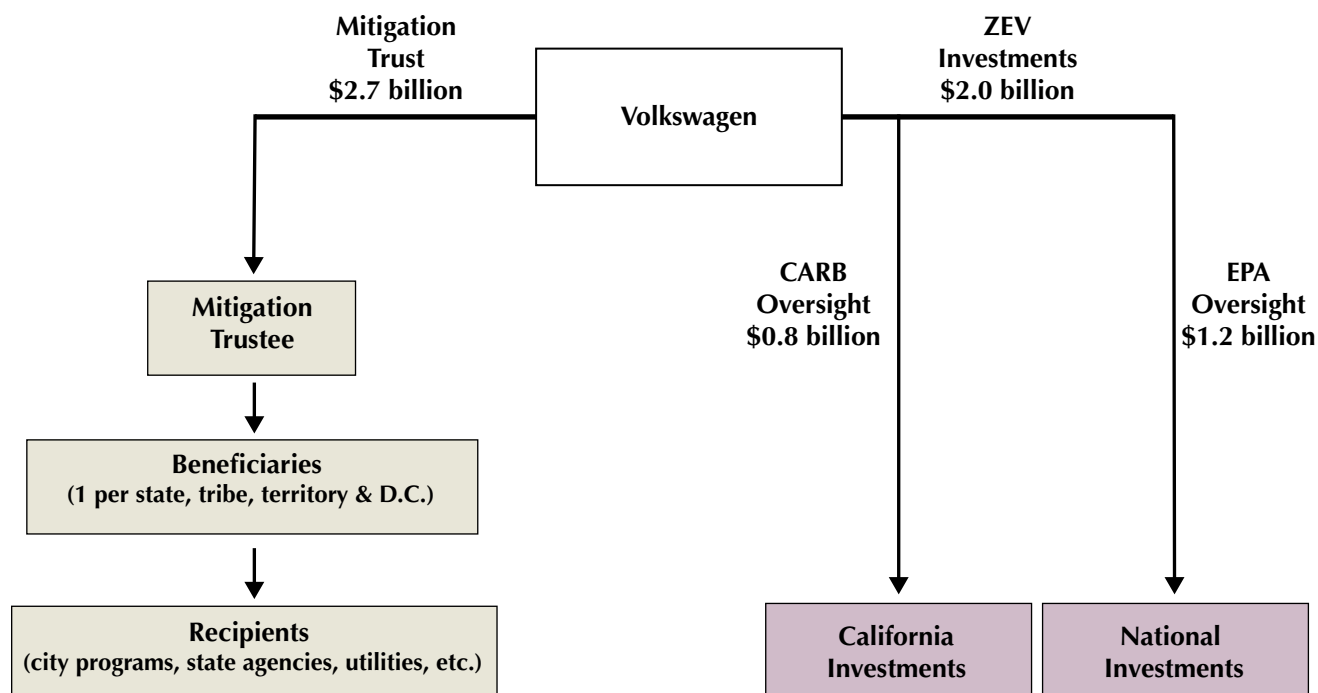 Mitigation
Trust
$2.7 billion
Volkswagen
ZEV
Investments
$2.0 billion
CARB
Oversight
$0.8 billion
EPA
Oversight
$1.2 billion
Mitigation
Trustee
Beneficiaries
(1 per state, tribe, territory & D.C.)
Recipients
(city programs, state agencies, utilities, etc.)
California
Investments
National
Investments